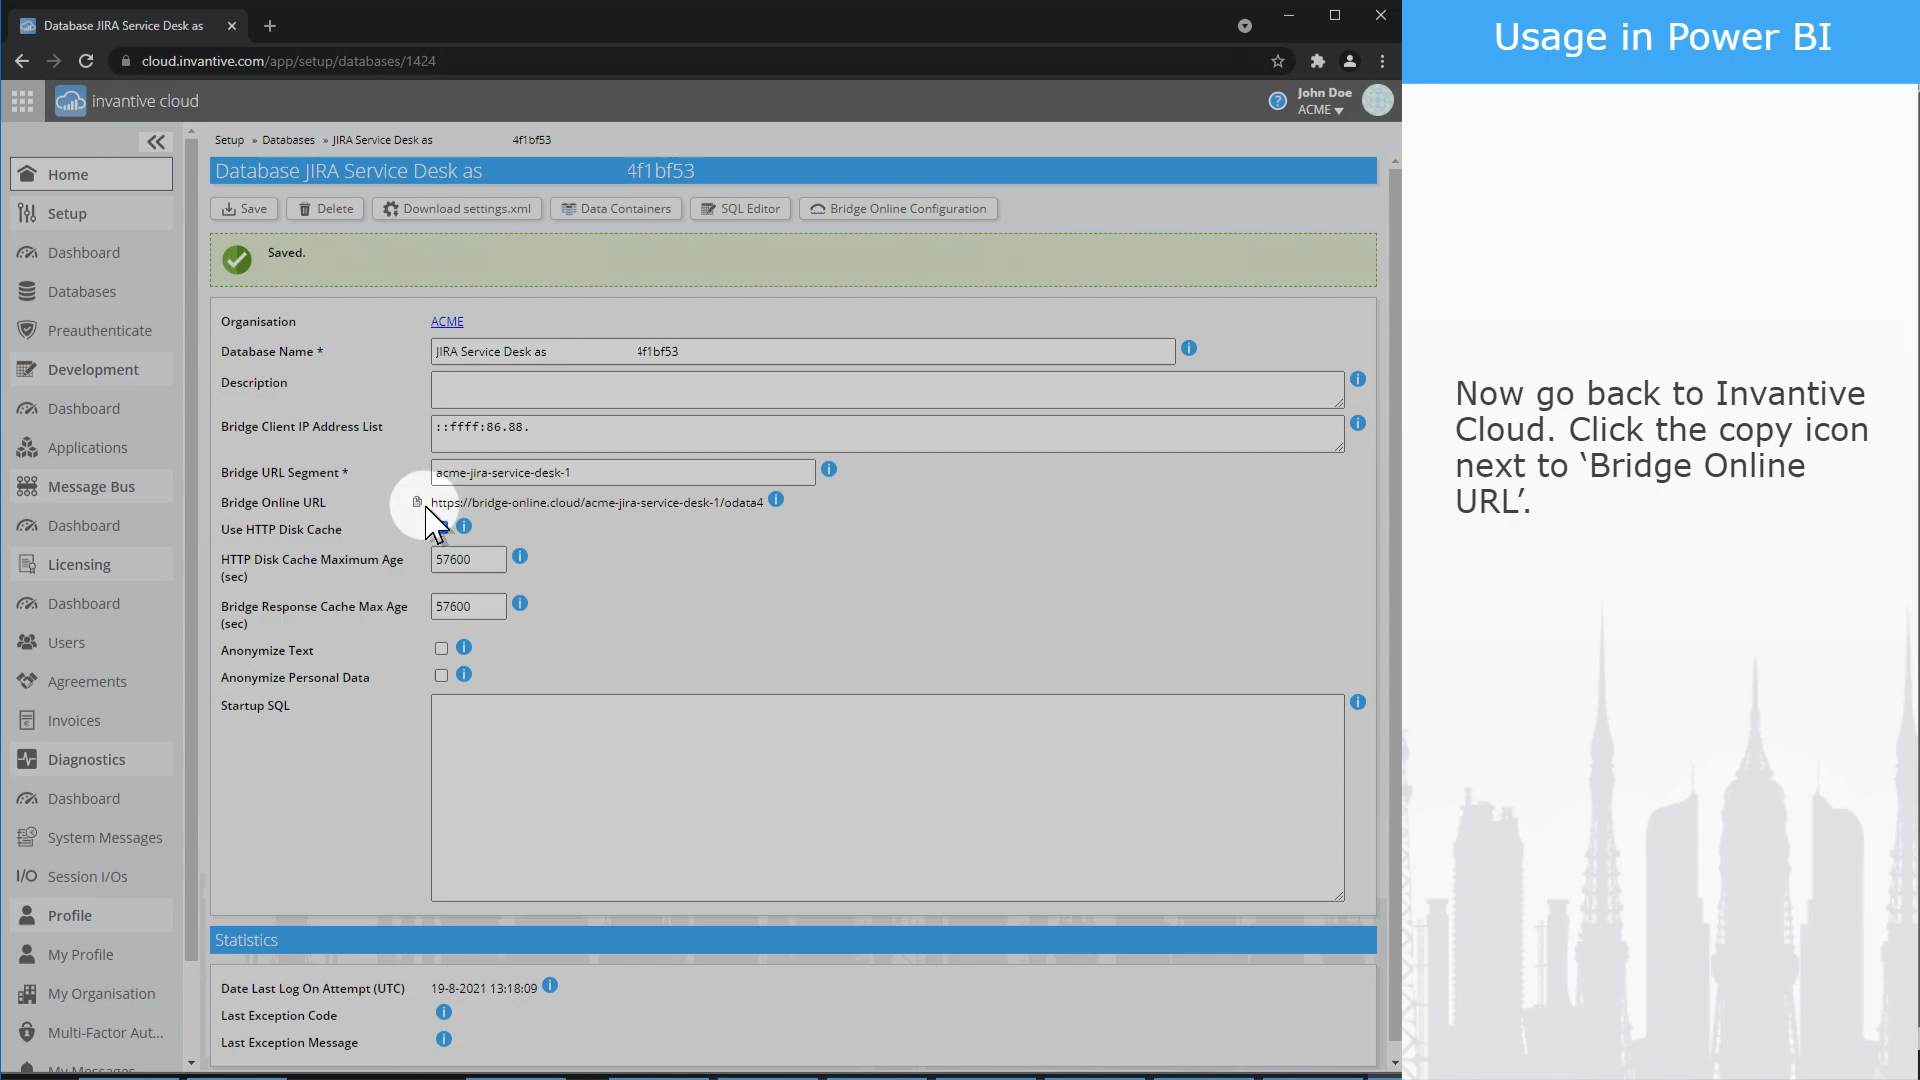 Database JIRA Service Desk as
cloud.invantive.com/app/setup/databases/1424
invantive cloud
John Doe
ACME
Usage in Power BI
Now go back to Invantive
Cloud. Click the copy icon
next to ‘Bridge Online
URL’.
Home
Setup
Dashboard
Databases
Preauthenticate
Development
Dashboard
Applications
Message Bus
Dashboard
Licensing
Dashboard
Users
Agreements
Invoices
Diagnostics
Dashboard
System Messages
I/O Session I/Os
Profile
My Profile
My Organisation
Multi-Factor Aut...
My Messages
Setup » Databases » JIRA Service Desk as 4f1bf53
Database JIRA Service Desk as 4f1bf53
Save Delete Download settings.xml Data Containers SQL Editor Bridge Online Configuration
Saved.
Organisation ACME
Database Name * JIRA Service Desk as 4f1bf53
Description
Bridge Client IP Address List ::ffff:86.88.
Bridge URL Segment * acme-jira-service-desk-1
Bridge Online URL https://bridge-online.cloud/acme-jira-service-desk-1/odata4
Use HTTP Disk Cache
HTTP Disk Cache Maximum Age 57600
(sec)
Bridge Response Cache Max Age 57600
(sec)
Anonymize Text
Anonymize Personal Data
Startup SQL
Statistics
Date Last Log On Attempt (UTC) 19-8-2021 13:18:09
Last Exception Code
Last Exception Message